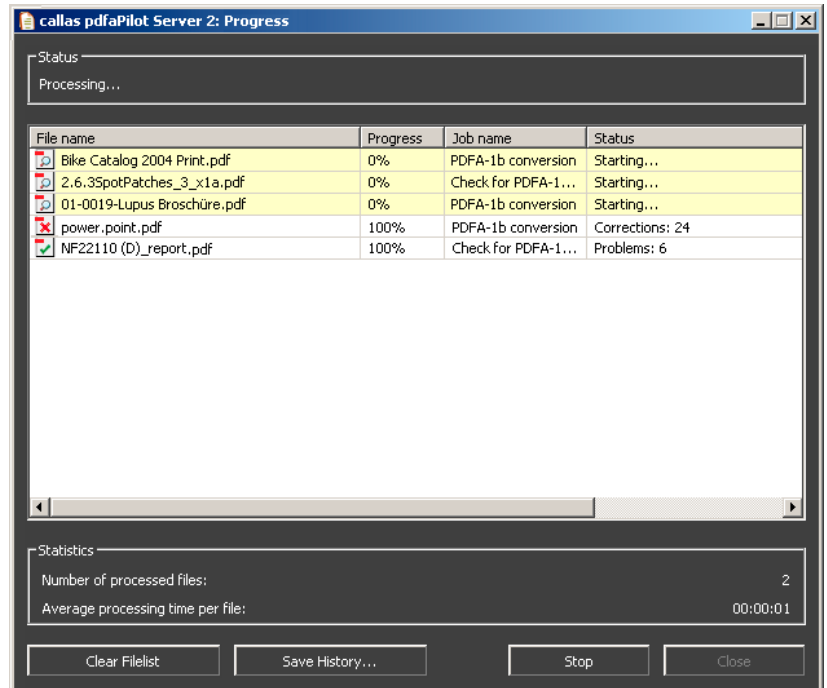 callas pdfaPilot Server 2: Progress
Status
Processing...
File name Progress Job name Status
Bike Catalog 2004 Print.pdf 0% PDFA-1b conversion Starting...
2.6.3SpotPatches_3_x1a.pdf 0% Check for PDFA-1... Starting...
01-0019-Lupus Broschüre.pdf 0% PDFA-1b conversion Starting...
power.point.pdf 100% PDFA-1b conversion Corrections: 24
NF22110 (D)_report.pdf 100% Check for PDFA-1... Problems: 6
Statistics
Number of processed files: 2
Average processing time per file: 00:00:01
Clear Filelist Save History... Stop Close